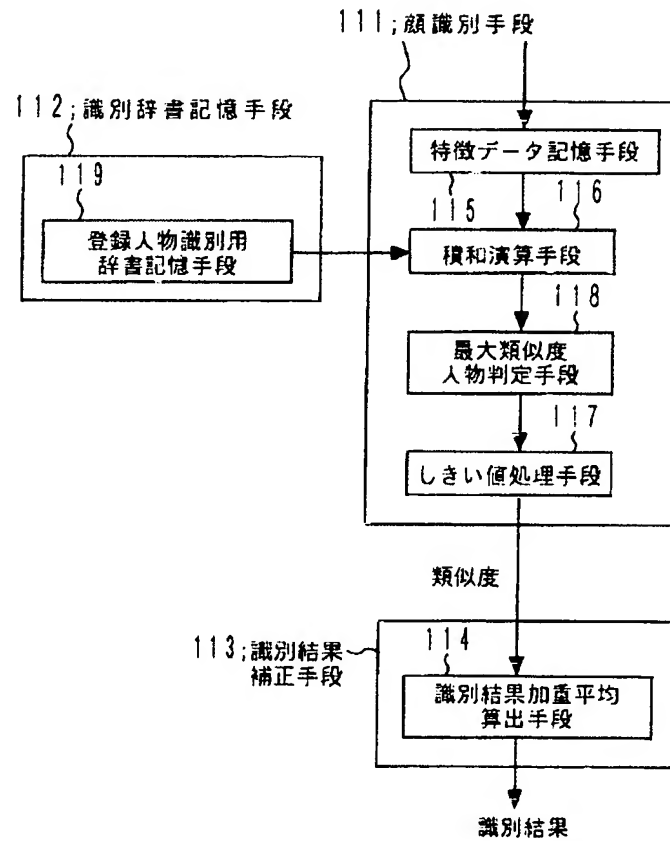 111;顔識別手段
112;識別辞書記憶手段
119
登録人物識別用
辞書記憶手段
特徴データ記憶手段
115
116
積和演算手段
118
最大類似度
人物判定手段
117
しきい値処理手段
類似度
113;識別結果
補正手段
114
識別結果加重平均
算出手段
識別結果